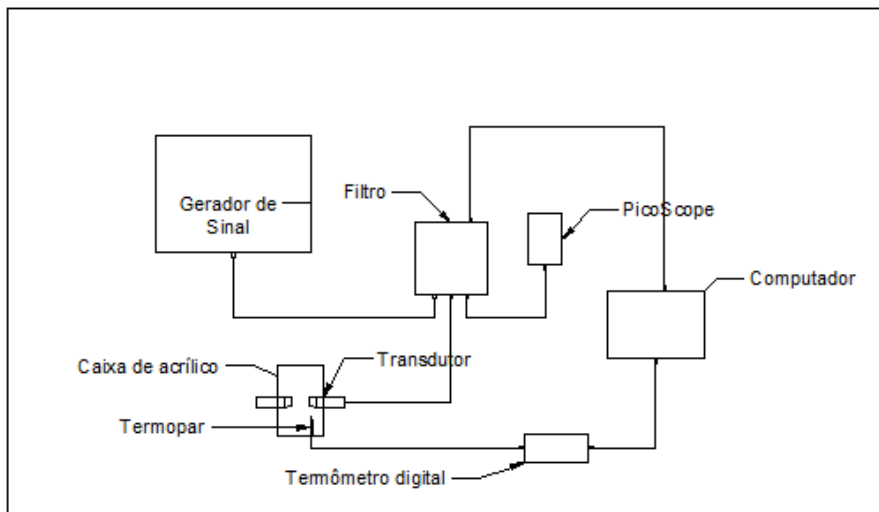 Gerador de
Sinal
Filtro
PicoScope
Computador
Caixa de acrílico
Transdutor
Termopar
Termômetro digital